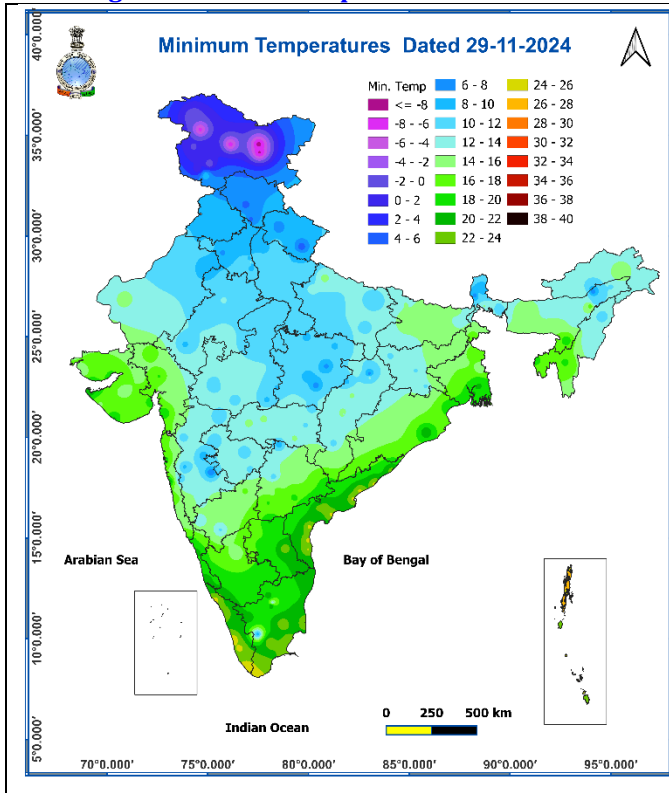 Minimum Temperatures Dated 29-11-2024
Min. Temp
<= -8
-8 - -6
-6 - -4
-4 - -2
-2 - 0
0 - 2
2 - 4
4 - 6
6 - 8
8 - 10
10 - 12
12 - 14
14 - 16
16 - 18
18 - 20
20 - 22
22 - 24
24 - 26
26 - 28
28 - 30
30 - 32
32 - 34
34 - 36
36 - 38
38 - 40
40°0.000'
35°0.000'
30°0.000'
25°0.000'
20°0.000'
15°0.000'
10°0.000'
5°0.000'
Arabian Sea
Bay of Bengal
Indian Ocean
0 250 500 km
70°0.000' 75°0.000' 80°0.000' 85°0.000' 90°0.000' 95°0.000'